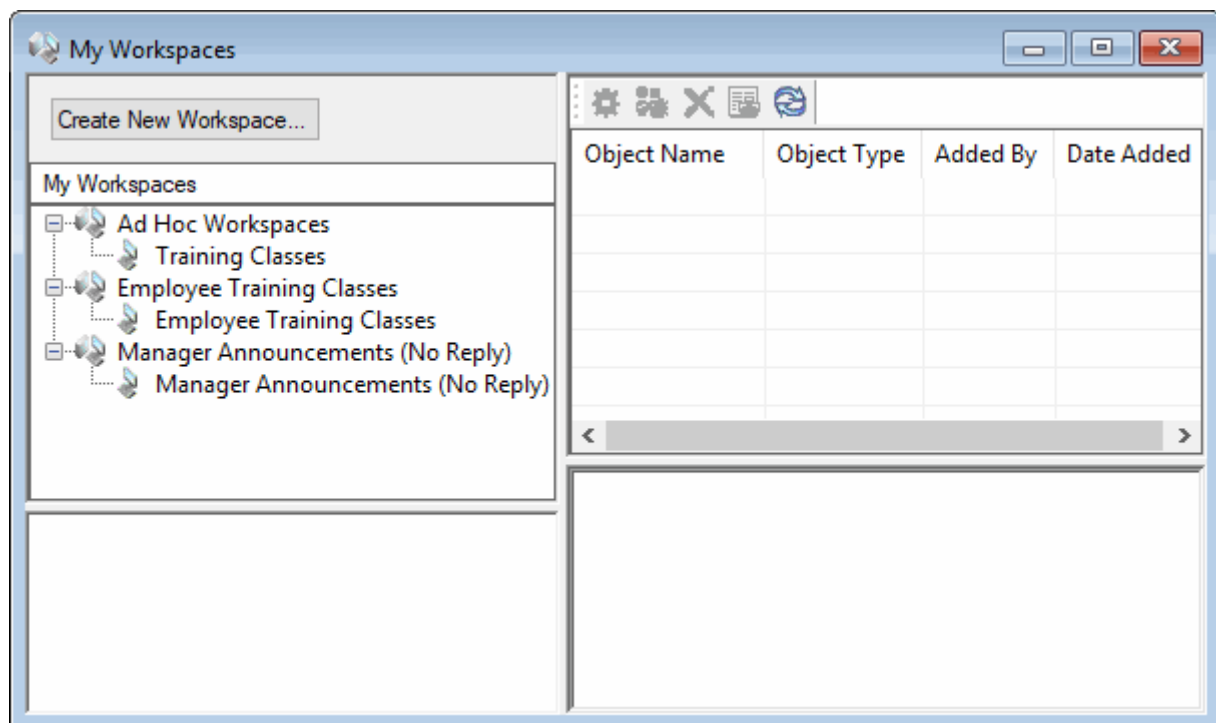 My Workspaces
Create New Workspace...
My Workspaces
Ad Hoc Workspaces
Training Classes
Employee Training Classes
Employee Training Classes
Manager Announcements (No Reply)
Manager Announcements (No Reply)
Object Name Object Type Added By Date Added